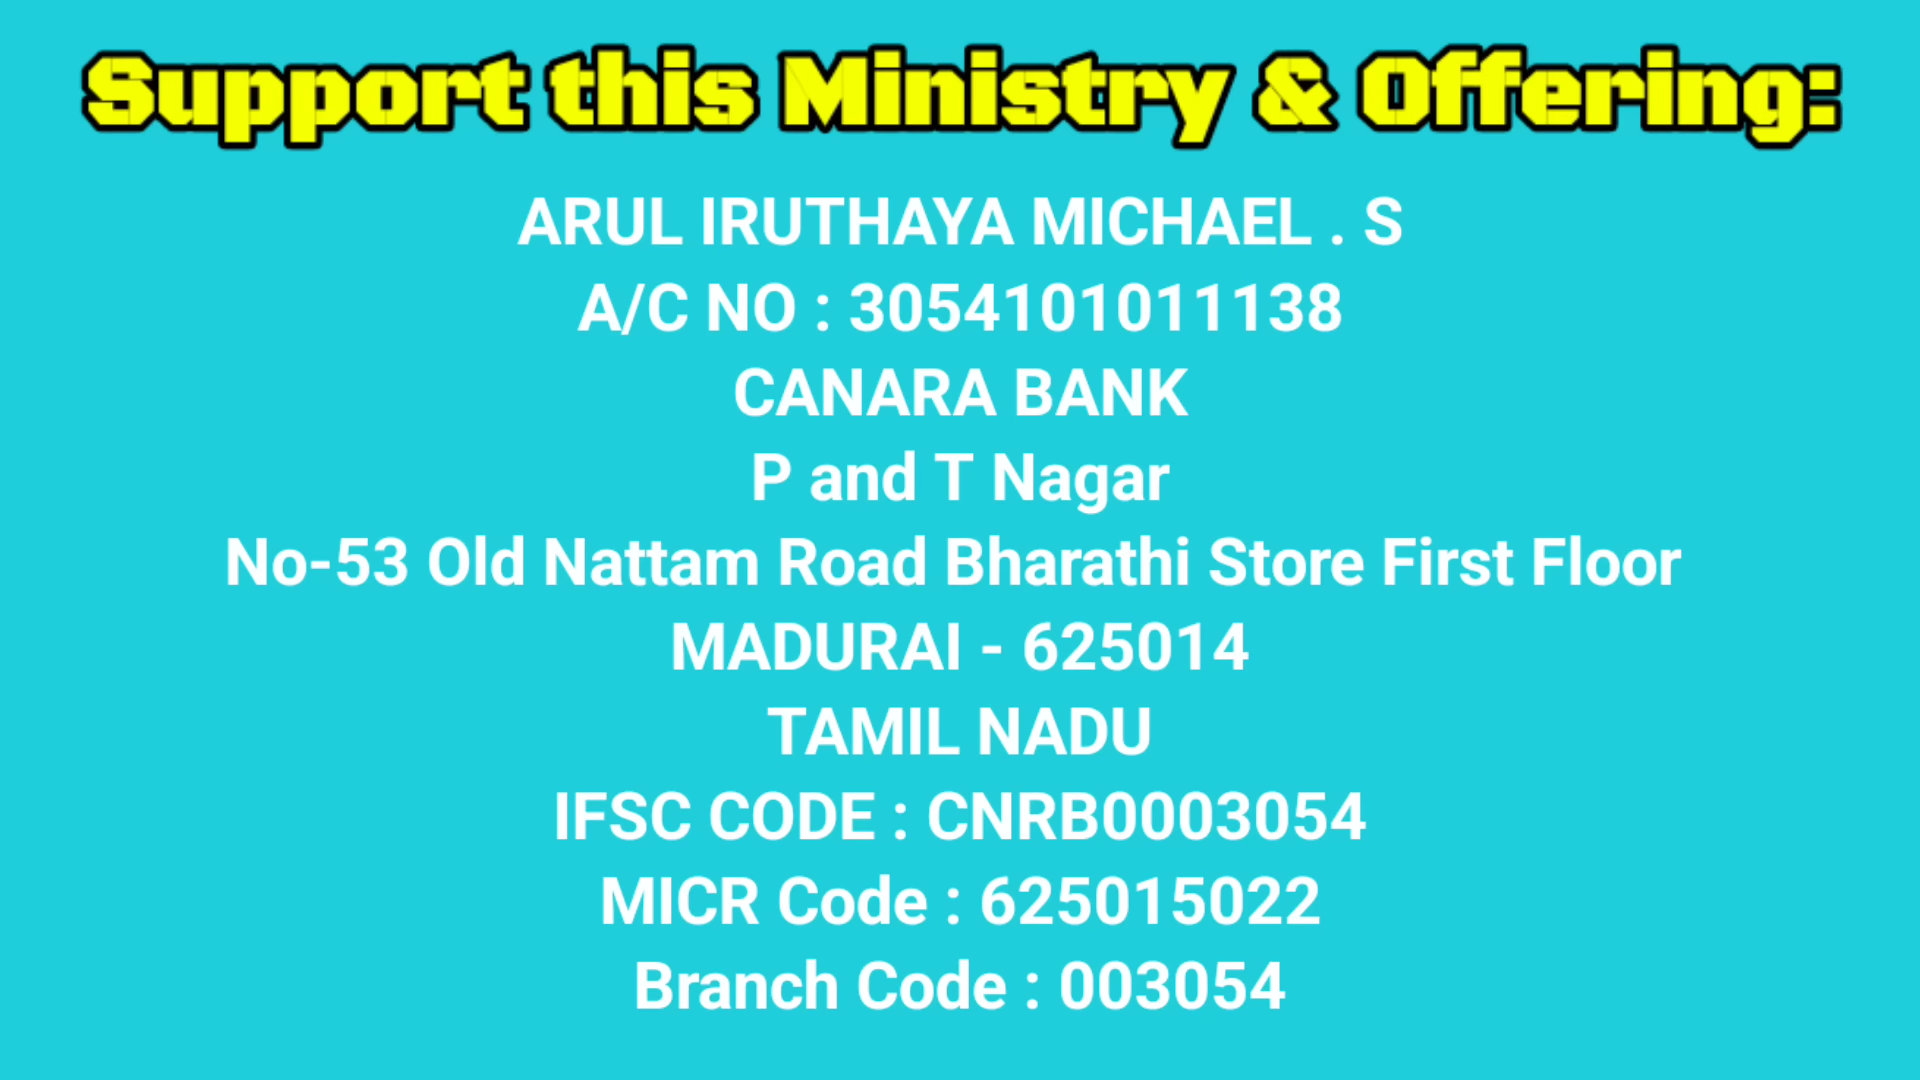 Support this Ministry & Offering:
ARUL IRUTHAYA MICHAEL . S
A/C NO : 3054101011138
CANARA BANK
P and T Nagar
No-53 Old Nattam Road Bharathi Store First Floor
MADURAI - 625014
TAMIL NADU
IFSC CODE : CNRB0003054
MICR Code : 625015022
Branch Code : 003054